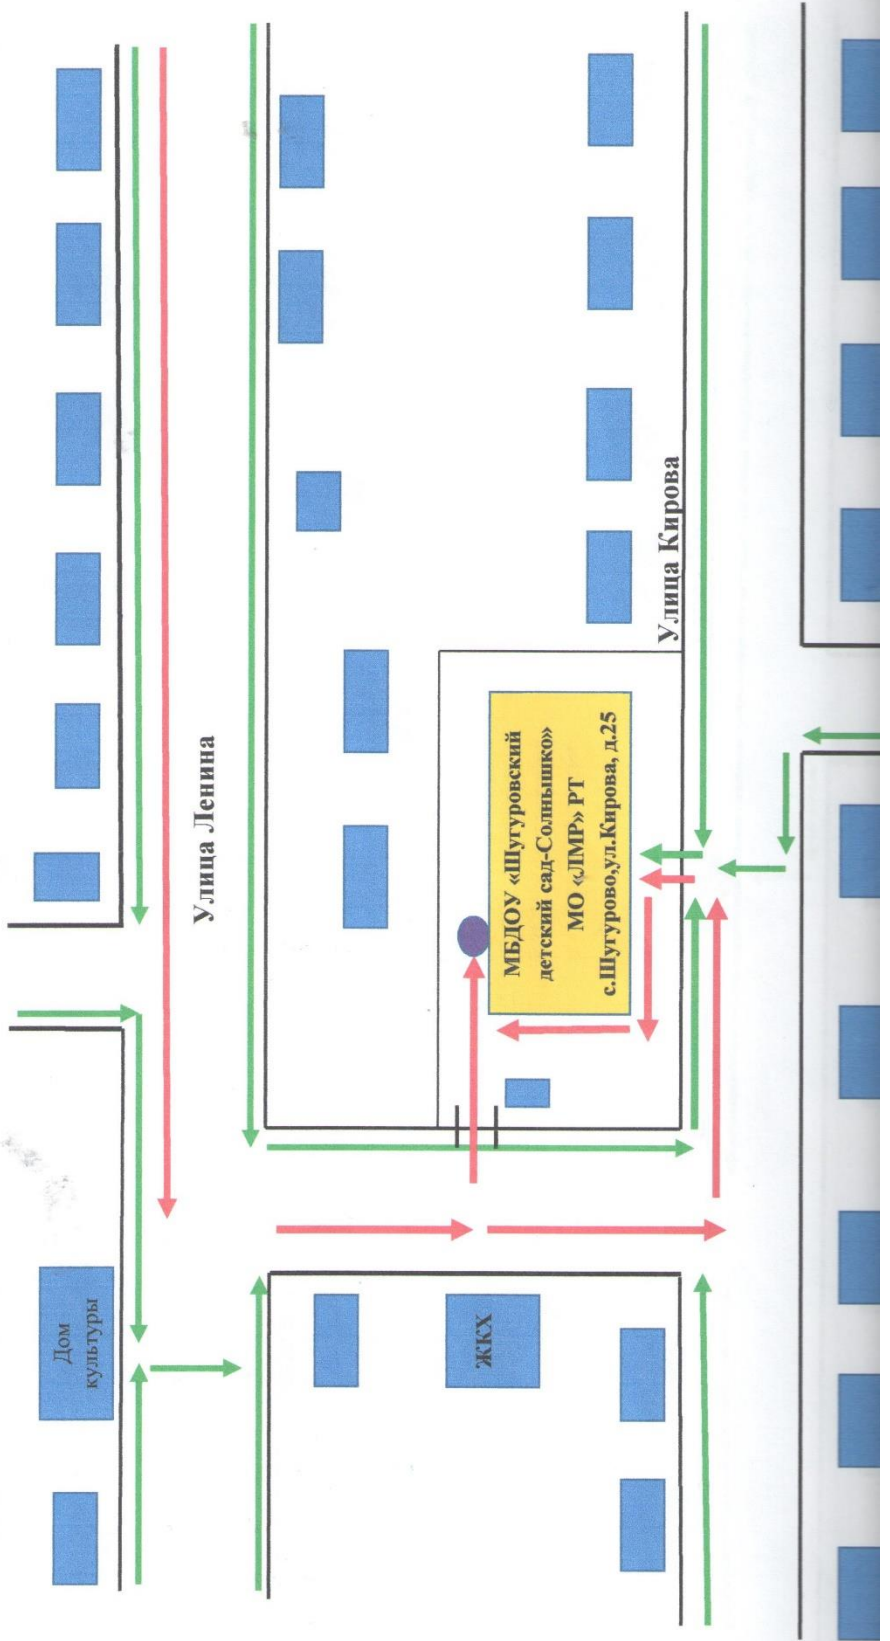 Дом
культуры
Улица Ленина
ЖКХ
МБДОУ «Шугуровский
детский сад-Солнышко»
МО «ЛМР» РТ
с.Шугурово,ул.Кирова, д.25
Улица Кирова